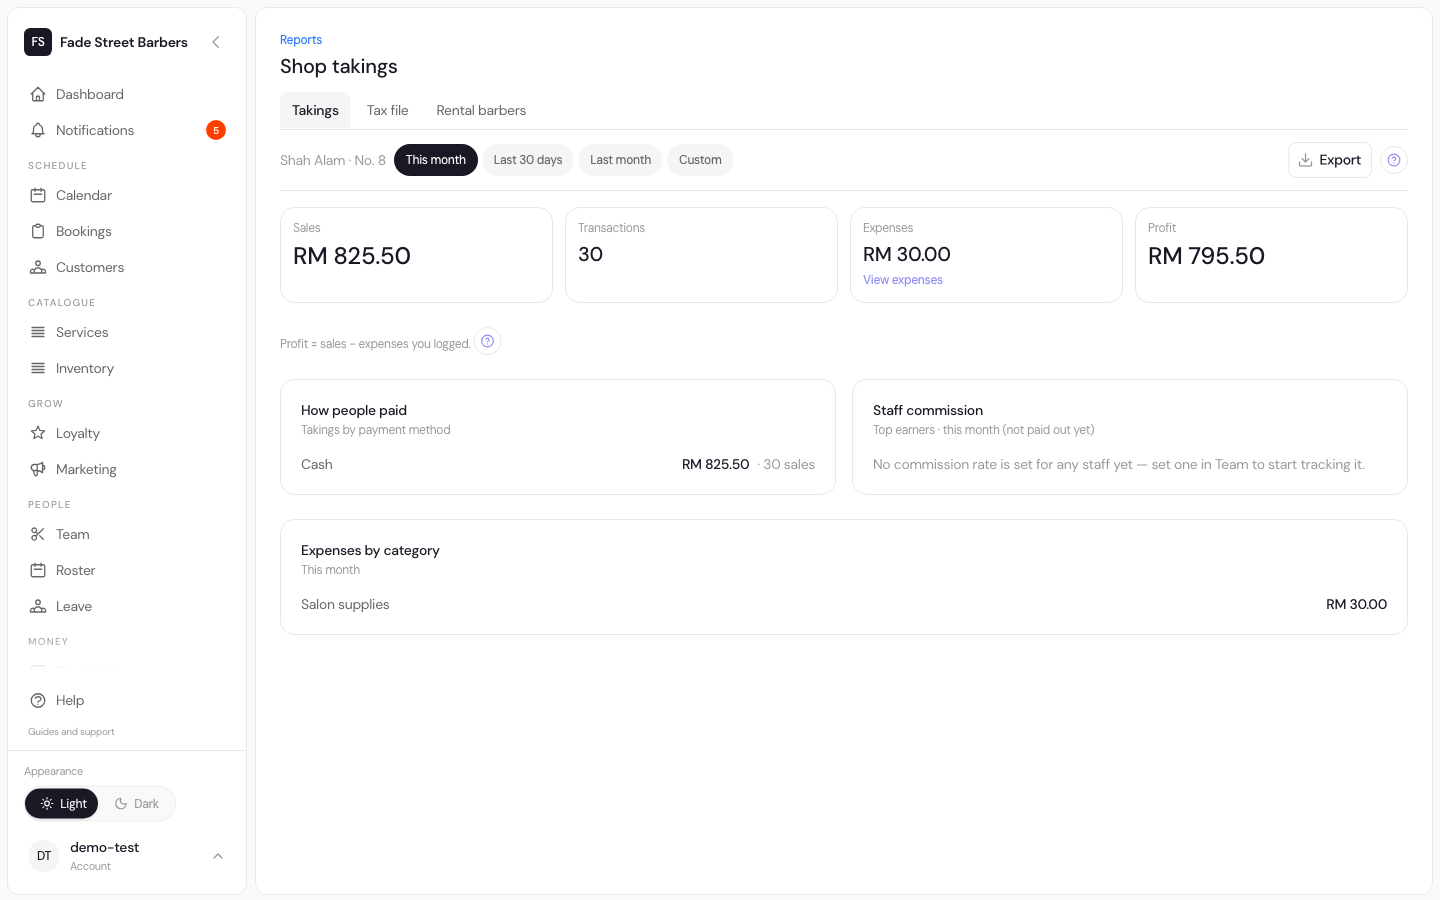 FS
Fade Street Barbers
Dashboard
Notifications
5
SCHEDULE
Calendar
Bookings
Customers
CATALOGUE
Services
Inventory
GROW
Loyalty
Marketing
PEOPLE
Team
Roster
Leave
MONEY
Help
Guides and support
Appearance
Light
Dark
DT
demo-test
Account
Reports
Shop takings
Takings
Tax file
Rental barbers
Shah Alam · No. 8
This month
Last 30 days
Last month
Custom
Export
Sales
RM 825.50
Transactions
30
Expenses
RM 30.00
View expenses
Profit
RM 795.50
Profit = sales − expenses you logged.
How people paid
Takings by payment method
Cash
RM 825.50 · 30 sales
Staff commission
Top earners · this month (not paid out yet)
No commission rate is set for any staff yet — set one in Team to start tracking it.
Expenses by category
This month
Salon supplies
RM 30.00